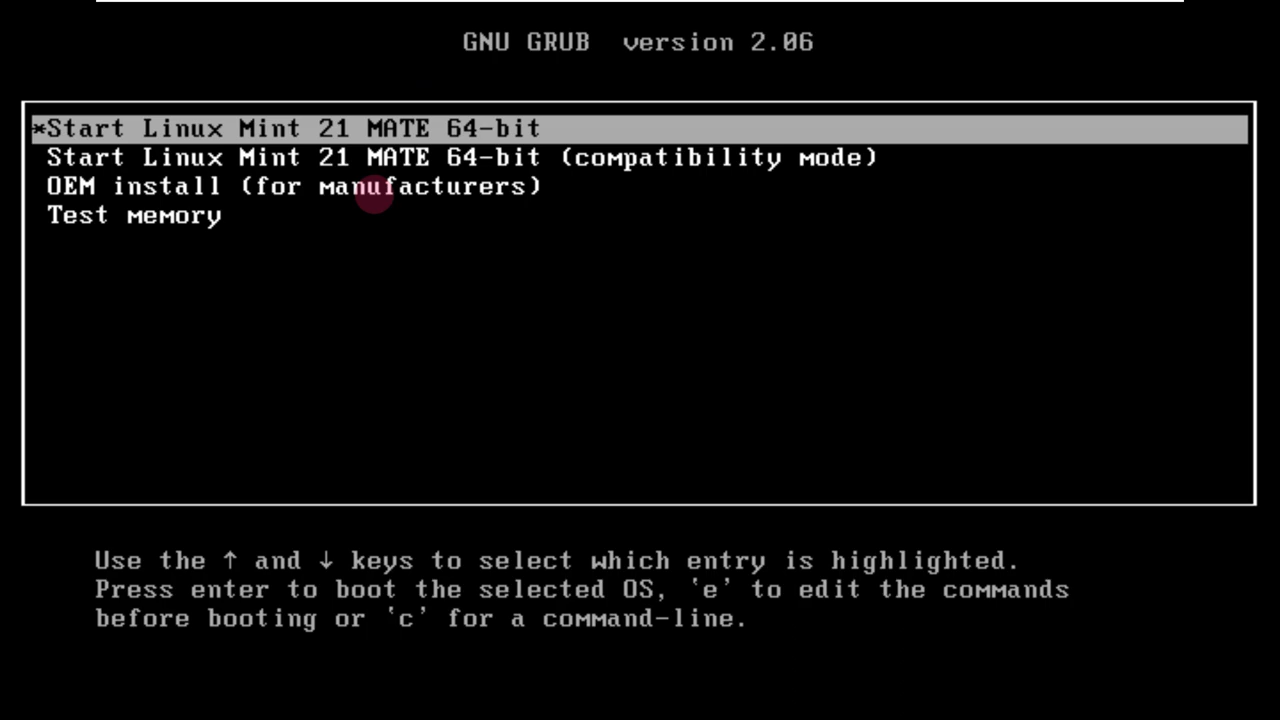 GNU GRUB  version 2.06
*Start Linux Mint 21 MATE 64-bit
Start Linux Mint 21 MATE 64-bit (compatibility mode)
OEM install (for manufacturers)
Test memory
Use the ↑ and ↓ keys to select which entry is highlighted.
Press enter to boot the selected OS, `e' to edit the commands
before booting or `c' for a command-line.